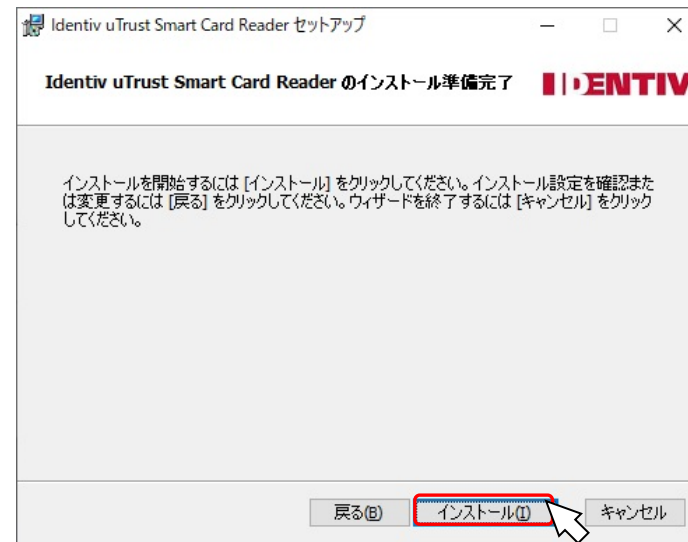 Identiv uTrust Smart Card Reader セットアップ
Identiv uTrust Smart Card Reader のインストール準備完了
IDENTIV
インストールを開始するには [インストール] をクリックしてください。インストール設定を確認また
は変更するには [戻る] をクリックしてください。ウィザードを終了するには [キャンセル] をクリック
してください。
戻る(B)
インストール(I)
キャンセル